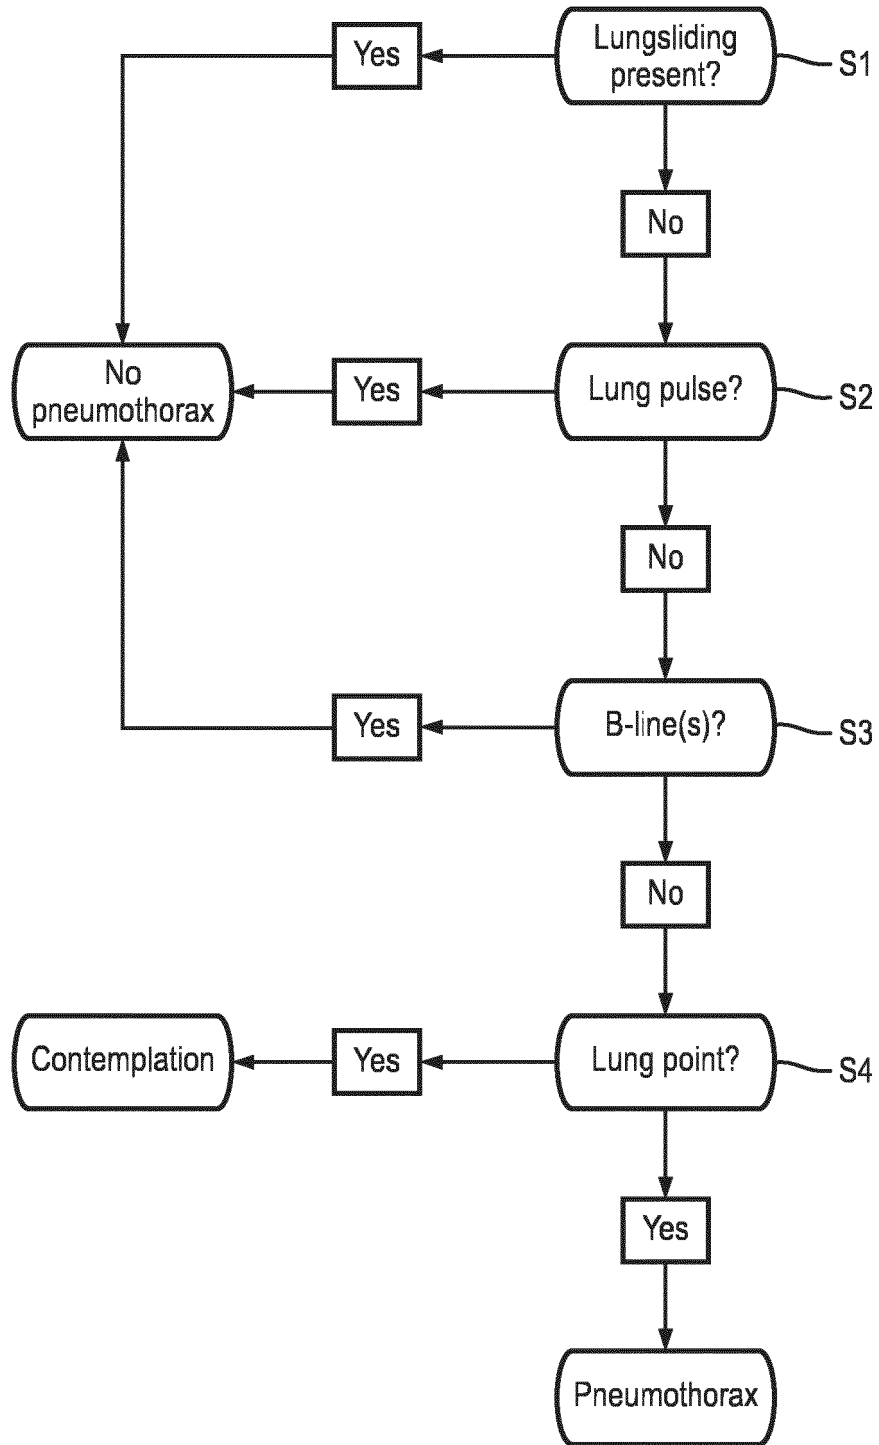 Yes
Lungsliding
present?
S1
No
No
pneumothorax
Yes
Lung pulse?
S2
No
Yes
B-line(s)?
S3
No
Contemplation
Yes
Lung point?
S4
Yes
Pneumothorax